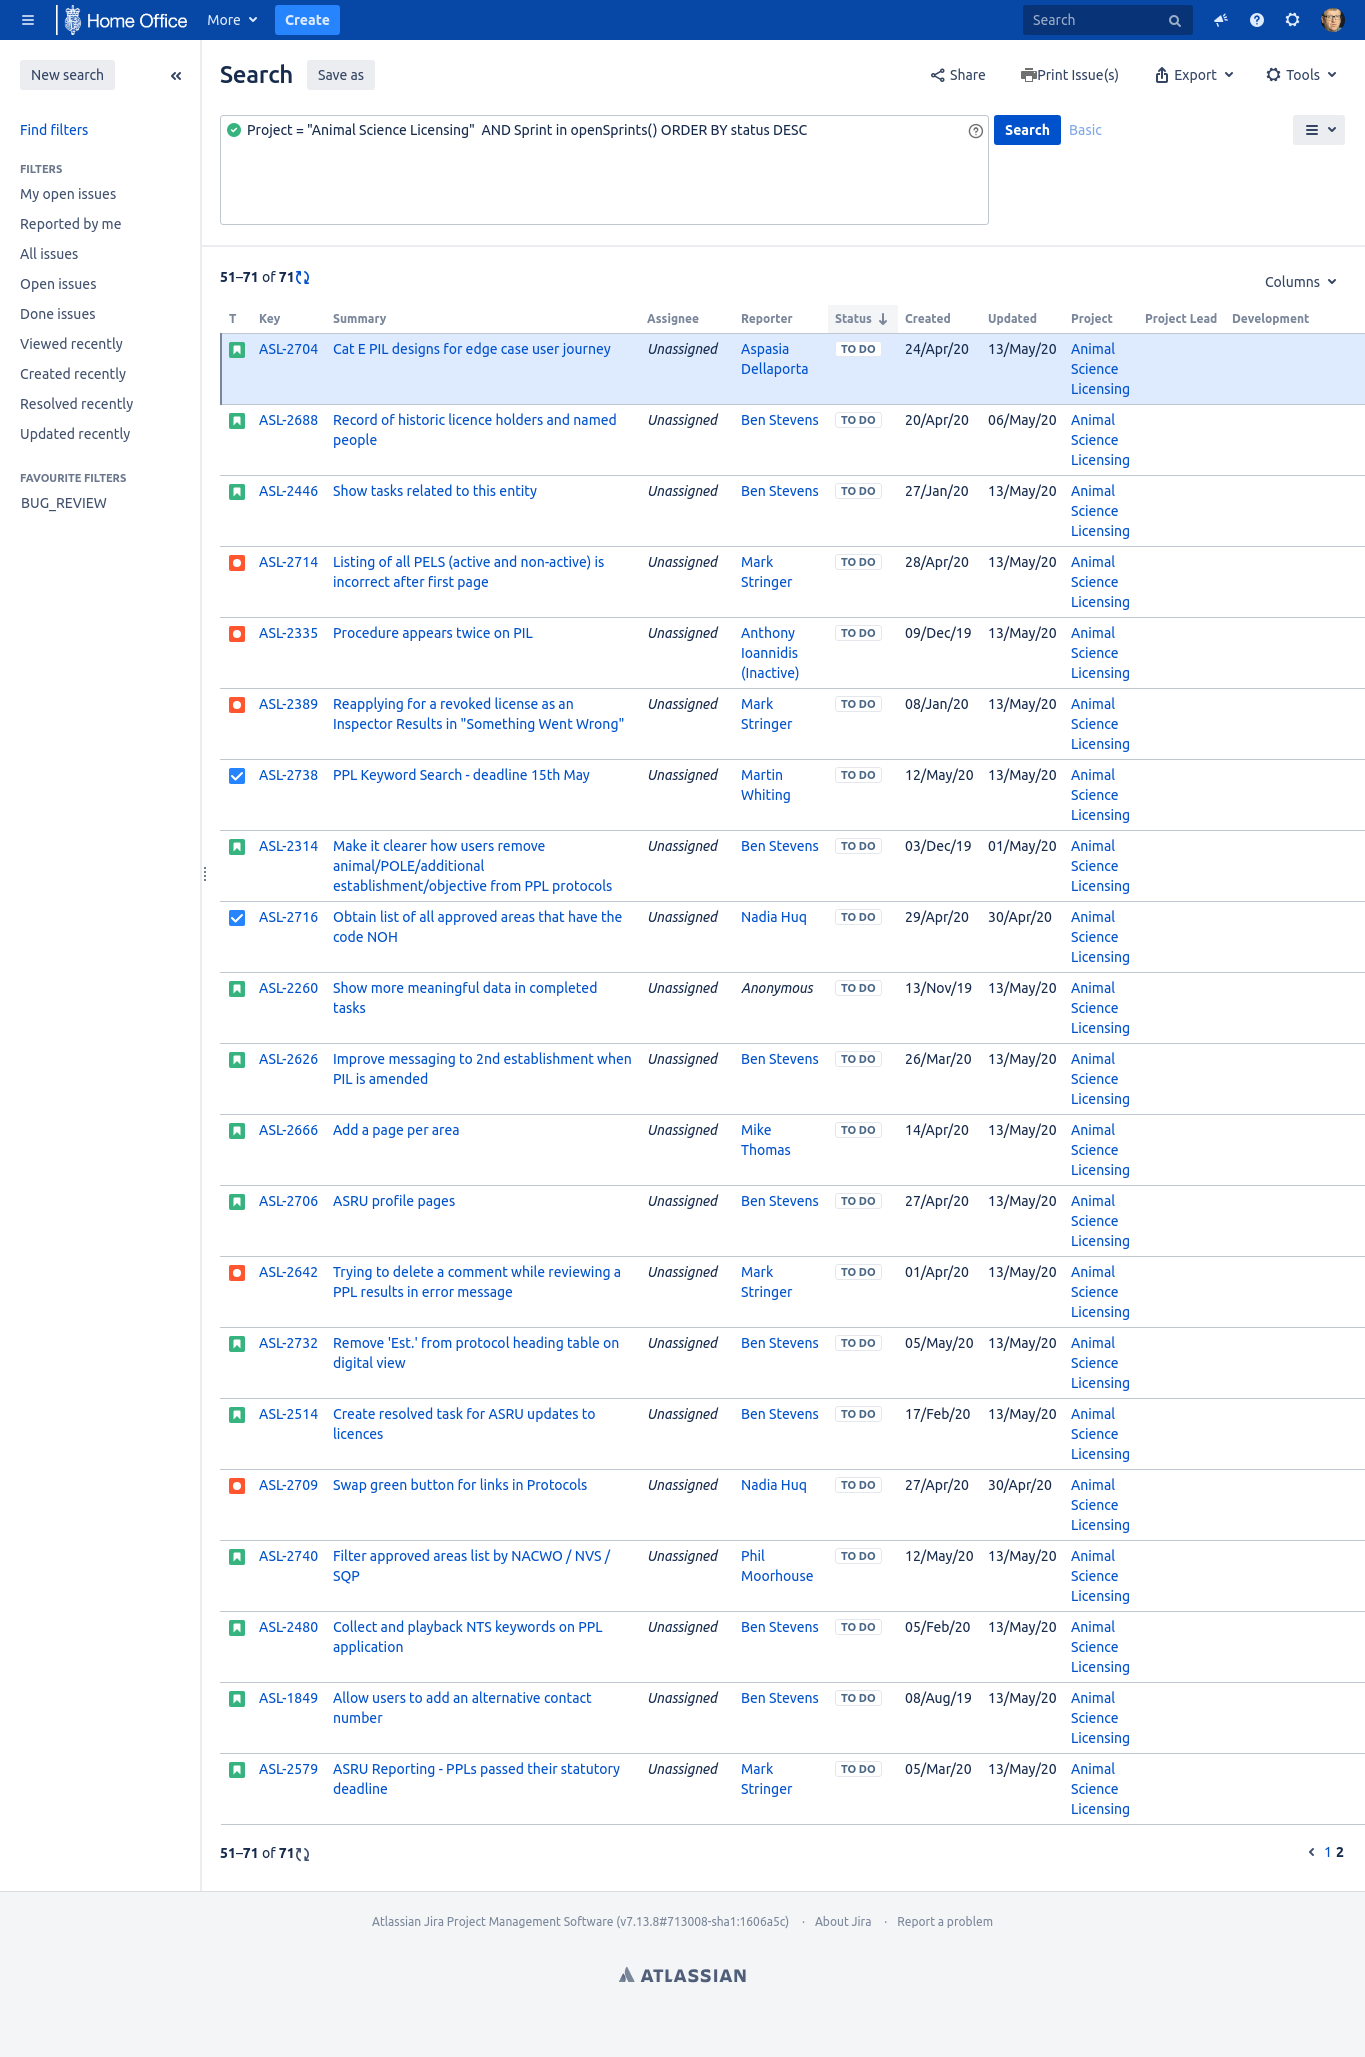 Home Office More Create Search
New search Search Save as Share Print Issue(s) Export Tools
Find filters
FILTERS
My open issues
Reported by me
All issues
Open issues
Done issues
Viewed recently
Created recently
Resolved recently
Updated recently
FAVOURITE FILTERS
BUG_REVIEW
Project = "Animal Science Licensing"  AND Sprint in openSprints() ORDER BY status DESC Search Basic
51–71 of 71
Columns
T Key Summary Assignee Reporter Status Created Updated Project Project Lead Development
ASL-2704 Cat E PIL designs for edge case user journey Unassigned Aspasia TO DO 24/Apr/20 13/May/20 Animal
Dellaporta Science
Licensing
ASL-2688 Record of historic licence holders and named Unassigned Ben Stevens TO DO 20/Apr/20 06/May/20 Animal
people Science
Licensing
ASL-2446 Show tasks related to this entity Unassigned Ben Stevens TO DO 27/Jan/20 13/May/20 Animal
Science
Licensing
ASL-2714 Listing of all PELS (active and non-active) is Unassigned Mark TO DO 28/Apr/20 13/May/20 Animal
incorrect after first page Stringer Science
Licensing
ASL-2335 Procedure appears twice on PIL Unassigned Anthony TO DO 09/Dec/19 13/May/20 Animal
Ioannidis Science
(Inactive) Licensing
ASL-2389 Reapplying for a revoked license as an Unassigned Mark TO DO 08/Jan/20 13/May/20 Animal
Inspector Results in "Something Went Wrong" Stringer Science
Licensing
ASL-2738 PPL Keyword Search - deadline 15th May Unassigned Martin TO DO 12/May/20 13/May/20 Animal
Whiting Science
Licensing
ASL-2314 Make it clearer how users remove Unassigned Ben Stevens TO DO 03/Dec/19 01/May/20 Animal
animal/POLE/additional Science
establishment/objective from PPL protocols Licensing
ASL-2716 Obtain list of all approved areas that have the Unassigned Nadia Huq TO DO 29/Apr/20 30/Apr/20 Animal
code NOH Science
Licensing
ASL-2260 Show more meaningful data in completed Unassigned Anonymous TO DO 13/Nov/19 13/May/20 Animal
tasks Science
Licensing
ASL-2626 Improve messaging to 2nd establishment when Unassigned Ben Stevens TO DO 26/Mar/20 13/May/20 Animal
PIL is amended Science
Licensing
ASL-2666 Add a page per area Unassigned Mike TO DO 14/Apr/20 13/May/20 Animal
Thomas Science
Licensing
ASL-2706 ASRU profile pages Unassigned Ben Stevens TO DO 27/Apr/20 13/May/20 Animal
Science
Licensing
ASL-2642 Trying to delete a comment while reviewing a Unassigned Mark TO DO 01/Apr/20 13/May/20 Animal
PPL results in error message Stringer Science
Licensing
ASL-2732 Remove 'Est.' from protocol heading table on Unassigned Ben Stevens TO DO 05/May/20 13/May/20 Animal
digital view Science
Licensing
ASL-2514 Create resolved task for ASRU updates to Unassigned Ben Stevens TO DO 17/Feb/20 13/May/20 Animal
licences Science
Licensing
ASL-2709 Swap green button for links in Protocols Unassigned Nadia Huq TO DO 27/Apr/20 30/Apr/20 Animal
Science
Licensing
ASL-2740 Filter approved areas list by NACWO / NVS / Unassigned Phil TO DO 12/May/20 13/May/20 Animal
SQP Moorhouse Science
Licensing
ASL-2480 Collect and playback NTS keywords on PPL Unassigned Ben Stevens TO DO 05/Feb/20 13/May/20 Animal
application Science
Licensing
ASL-1849 Allow users to add an alternative contact Unassigned Ben Stevens TO DO 08/Aug/19 13/May/20 Animal
number Science
Licensing
ASL-2579 ASRU Reporting - PPLs passed their statutory Unassigned Mark TO DO 05/Mar/20 13/May/20 Animal
deadline Stringer Science
Licensing
51–71 of 71 1 2
Atlassian Jira Project Management Software (v7.13.8#713008-sha1:1606a5c) · About Jira · Report a problem
ATLASSIAN